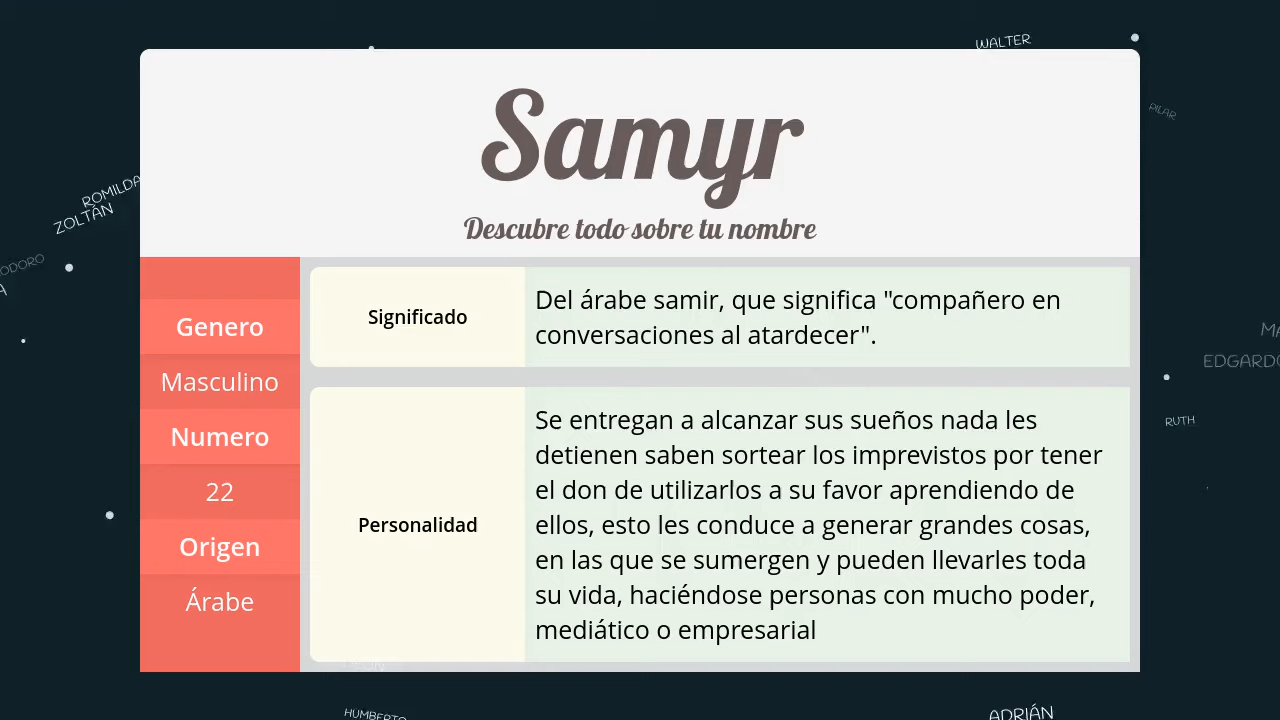 WALTER
PILAR
Samyr
ROMILDA
ZOLTÁN
Descubre todo sobre tu nombre
Significado
Del árabe samir, que significa "compañero en
conversaciones al atardecer".
Genero
Masculino
Numero
22
Origen
Árabe
Personalidad
Se entregan a alcanzar sus sueños nada les
detienen saben sortear los imprevistos por tener
el don de utilizarlos a su favor aprendiendo de
ellos, esto les conduce a generar grandes cosas,
en las que se sumergen y pueden llevarles toda
su vida, haciéndose personas con mucho poder,
mediático o empresarial
EDGARDO
RUTH
HUMBERTO
ADRIÁN